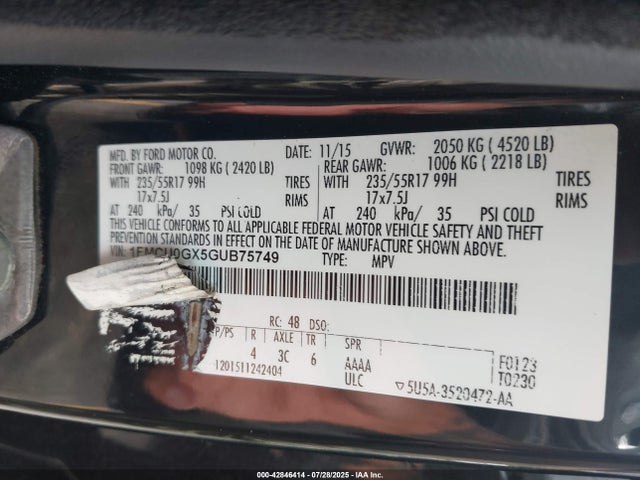 MFD. BY FORD MOTOR CO. DATE: 11/15 GVWR: 2050 KG ( 4520 LB)
FRONT GAWR: 1098 KG ( 2420 LB) REAR GAWR: 1006 KG ( 2218 LB)
WITH 235/55R17 99H TIRES WITH 235/55R17 99H TIRES
17x7.5J RIMS 17x7.5J RIMS
AT 240 kPa/ 35 PSI COLD AT 240 kPa/ 35 PSI COLD
THIS VEHICLE CONFORMS TO ALL APPLICABLE FEDERAL MOTOR VEHICLE SAFETY AND THEFT
PREVENTION STANDARDS IN EFFECT ON THE DATE OF MANUFACTURE SHOWN ABOVE.
VIN: 1FMCU0GX5GUB75749 TYPE: MPV
RC: 48 DSO:
P/PS R AXLE TR SPR F0123
4 3C 6 AAAA T0230
1201511242404 ULC ▽5U5A-3520472-AA
000-42846414 - 07/28/2025 - IAA Inc.